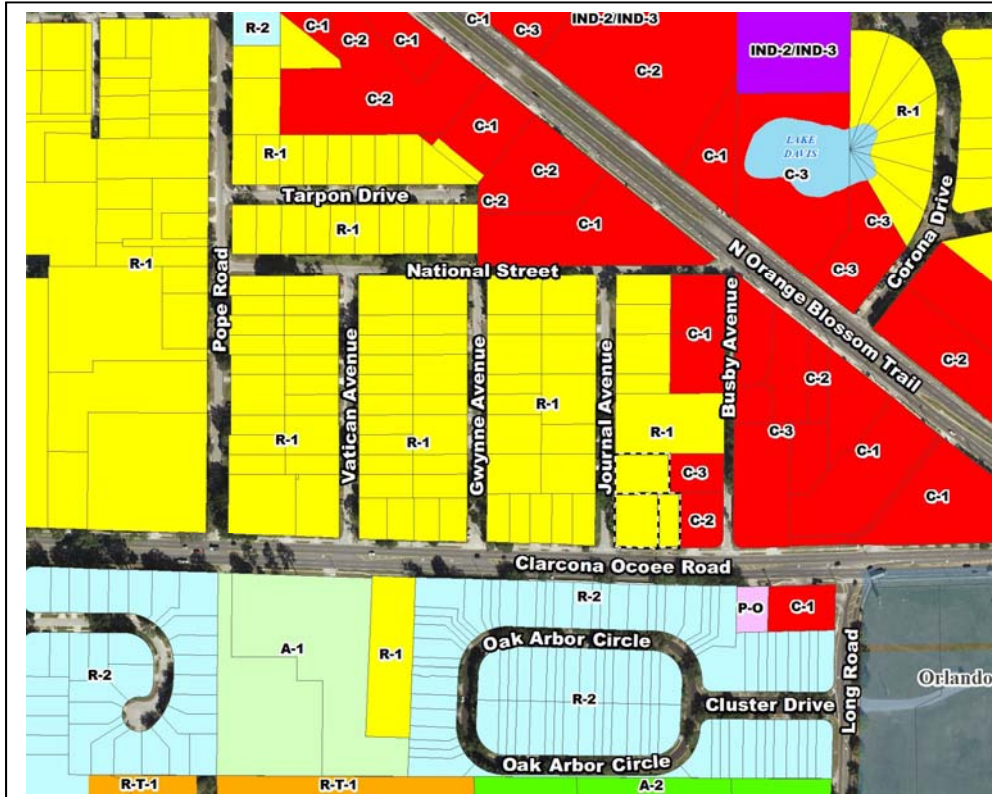 C-1
C-3
IND-2/IND-3
R-2
C-2
C-1
IND-2/IND-3
C-2
C-2
R-1
C-1
LAKE
DAVIS
R-1
C-1
C-2
C-3
Tarpon Drive
C-2
R-1
C-1
C-3
Corona Drive
R-1
Pope Road
National Street
C-3
N Orange Blossom Trail
C-1
Busby Avenue
C-2
C-2
Vatican Avenue
Gwynne Avenue
Journal Avenue
R-1
R-1
R-1
R-1
C-3
C-1
C-3
C-1
C-2
Clarcona Ocoee Road
R-2
P-O
C-1
A-1
R-1
Oak Arbor Circle
Long Road
R-2
R-2
Orlando
Cluster Drive
Oak Arbor Circle
R-T-1
R-T-1
A-2